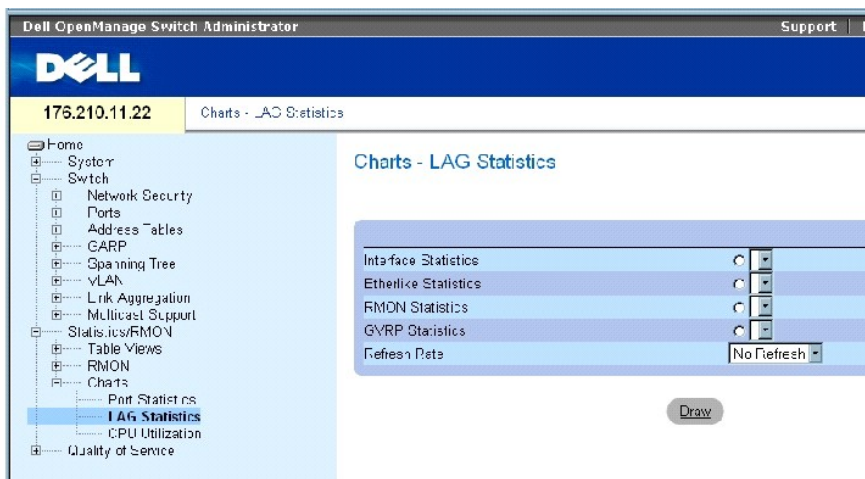 Dell OpenManage Switch Administrator
Support
DELL
176.210.11.22
Charts - LAG Statistics
Home
System
Switch
Network Security
Ports
Address Tables
GARP
Spanning Tree
VLAN
Link Aggregation
Multicast Support
Statistics/RMON
Table Views
RMON
Charts
Port Statistics
LAG Statistics
CPU Utilization
Quality of Service
Charts - LAG Statistics
Interface Statistics
Etherlike Statistics
RMON Statistics
GVRP Statistics
Refresh Rate
No Refresh
Draw